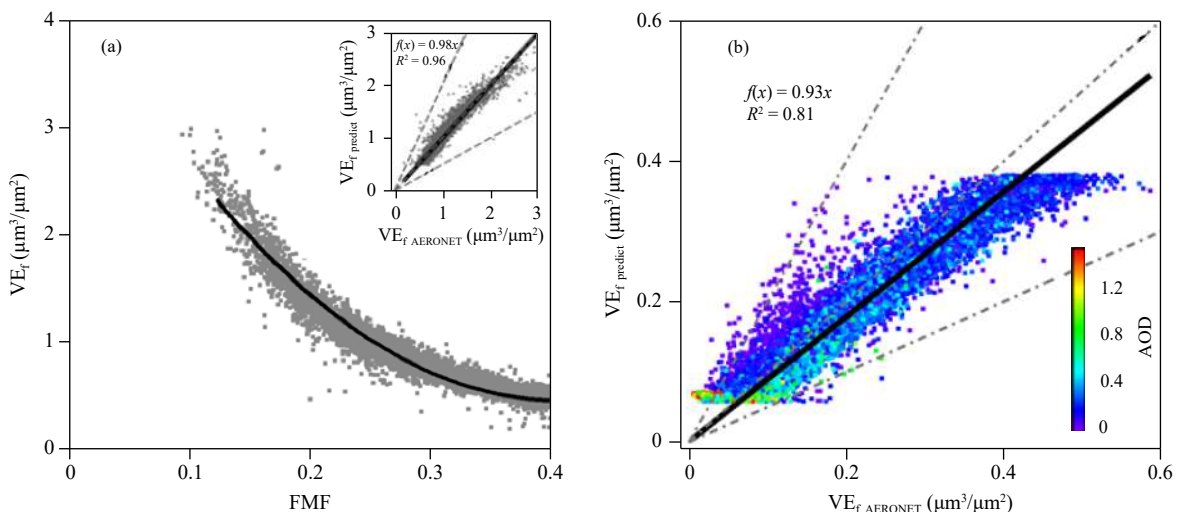 (a)
4
3
2
1
0
VEf (μm³/μm²)
0
0.1
0.2
0.3
0.4
FMF
f(x) = 0.98x
R² = 0.96
3
2
1
0
VEf predict (μm³/μm²)
0
1
2
3
VEf AERONET (μm³/μm²)
(b)
f(x) = 0.93x
R² = 0.81
0.6
0.4
0.2
0
VEf predict (μm³/μm²)
0
0.2
0.4
0.6
VEf AERONET (μm³/μm²)
1.2
0.8
0.4
0
AOD